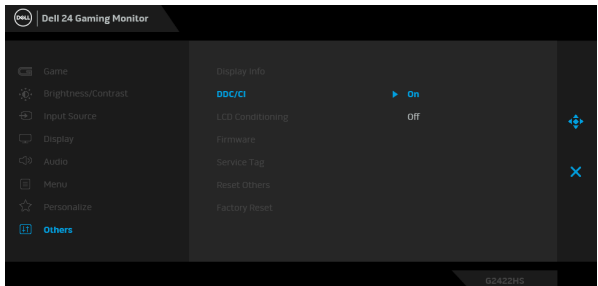 DELL Dell 24 Gaming Monitor
Game
Brightness/Contrast
Input Source
Display
Audio
Menu
Personalize
Others
Display Info
DDC/CI On
LCD Conditioning Off
Firmware
Service Tag
Reset Others
Factory Reset
G2422HS